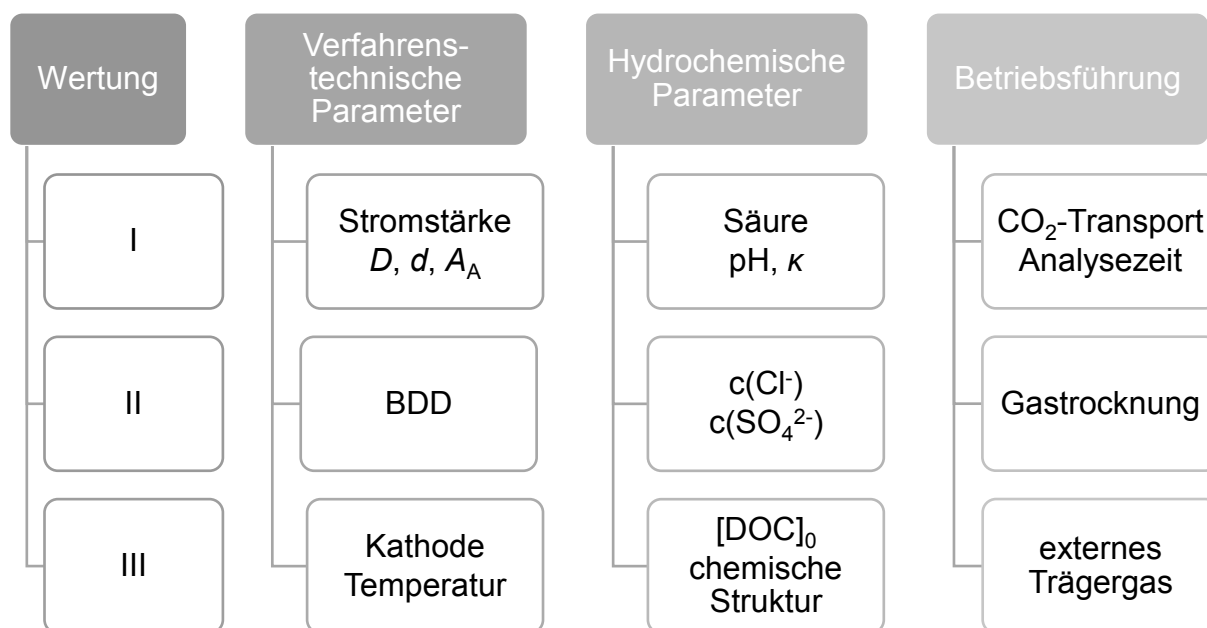 Wertung
I
II
III
Verfahrens-
technische
Parameter
Stromstärke
D, d, A_A
BDD
Kathode
Temperatur
Hydrochemische
Parameter
Säure
pH, κ
c(Cl⁻)
c(SO₄²⁻)
[DOC]₀
chemische
Struktur
Betriebsführung
CO₂-Transport
Analysezeit
Gastrocknung
externes
Trägergas